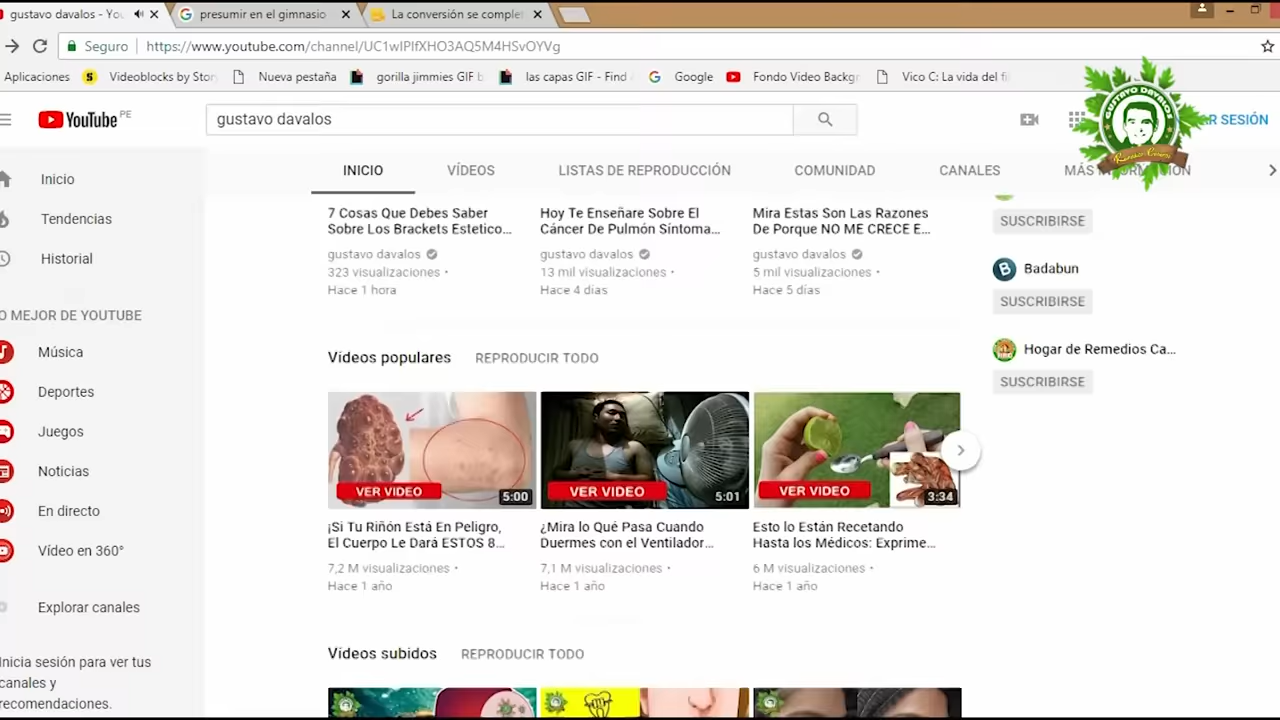 gustavo davalos - You
presumir en el gimnasio
La conversión se complet
Seguro
https://www.youtube.com/channel/UC1wIPlfXHO3AQ5M4HSvOYVg
Aplicaciones
Videoblocks by Stor
Nueva pestaña
gorilla jimmies GIF b
las capas GIF - Find
Google
Fondo Video Backgr
Vico C: La vida del fi
YouTube PE
gustavo davalos
R SESIÓN
GUSTAVO DAVALOS
INICIO
VÍDEOS
LISTAS DE REPRODUCCIÓN
COMUNIDAD
CANALES
Inicio
Tendencias
Historial
O MEJOR DE YOUTUBE
Música
Deportes
Juegos
Noticias
En directo
Vídeo en 360°
Explorar canales
Inicia sesión para ver tus
canales y
recomendaciones.
7 Cosas Que Debes Saber
Sobre Los Brackets Estetico...
gustavo davalos
323 visualizaciones •
Hace 1 hora
Hoy Te Enseñare Sobre El
Cáncer De Pulmón Síntoma...
gustavo davalos
13 mil visualizaciones •
Hace 4 días
Mira Estas Son Las Razones
De Porque NO ME CRECE E...
gustavo davalos
5 mil visualizaciones •
Hace 5 días
SUSCRIBIRSE
Badabun
SUSCRIBIRSE
Hogar de Remedios Ca...
SUSCRIBIRSE
Vídeos populares
REPRODUCIR TODO
VER VIDEO
5:00
¡Si Tu Riñón Está En Peligro,
El Cuerpo Le Dará ESTOS 8...
7,2 M visualizaciones •
Hace 1 año
VER VIDEO
5:01
¿Mira lo Qué Pasa Cuando
Duermes con el Ventilador...
7,1 M visualizaciones •
Hace 1 año
VER VIDEO
3:34
Esto lo Están Recetando
Hasta los Médicos: Exprime...
6 M visualizaciones •
Hace 1 año
Vídeos subidos
REPRODUCIR TODO